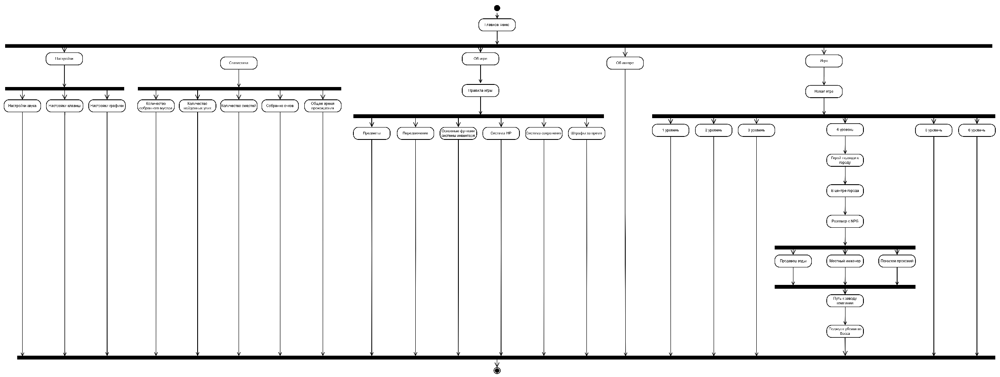 Главное меню
Настройки
Статистика
Об игре
Об авторе
Игра
Правила игры
Новая игра
Настройки звука
Настройки клавиш
Настройки графики
Количество
собранного мусора
Количество
найденных улиц
Количество смертей
Собранно очков
Общее время
прохождения
Предметы
Передвижение
Основные функции
системы инвентаря
Система HP
Система сохранения
Штрафы за время
1 уровень
2 уровень
3 уровень
4 уровень
5 уровень
6 уровень
Герой подходи к
городу
В центре города
Разговор с NPS
Продавец воды
Местный инженер
Пожилой прохожий
Путь к заводу
компании
Подход к убежищю
босса